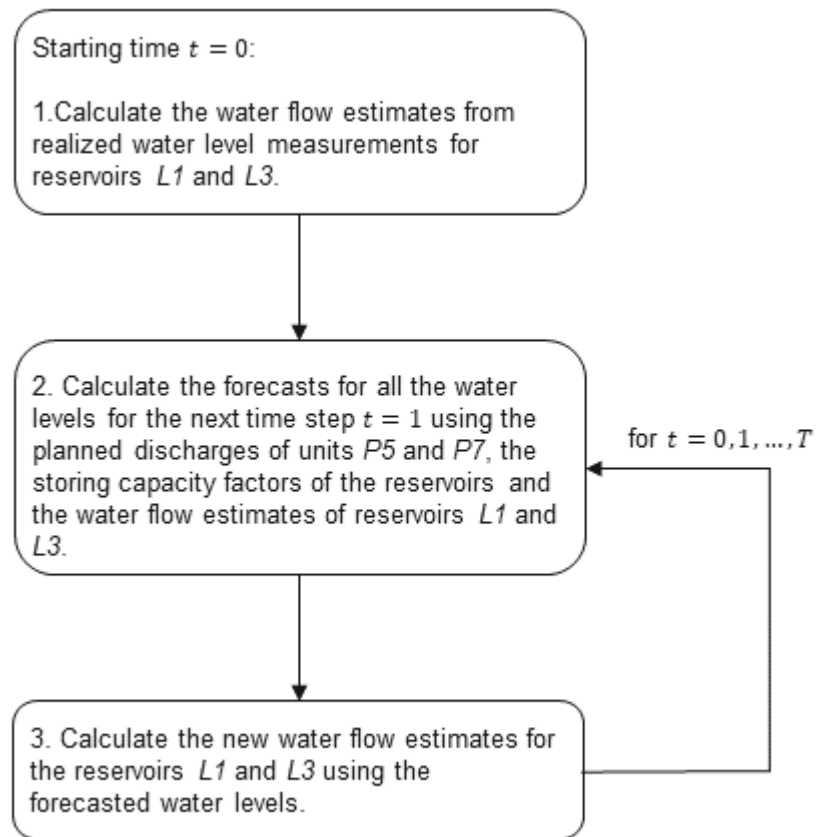 Starting time t = 0:
1.Calculate the water flow estimates from
realized water level measurements for
reservoirs L1 and L3.
2. Calculate the forecasts for all the water
levels for the next time step t = 1 using the
planned discharges of units P5 and P7, the
storing capacity factors of the reservoirs and
the water flow estimates of reservoirs L1 and
L3.
for t = 0, 1, ..., T
3. Calculate the new water flow estimates for
the reservoirs L1 and L3 using the
forecasted water levels.